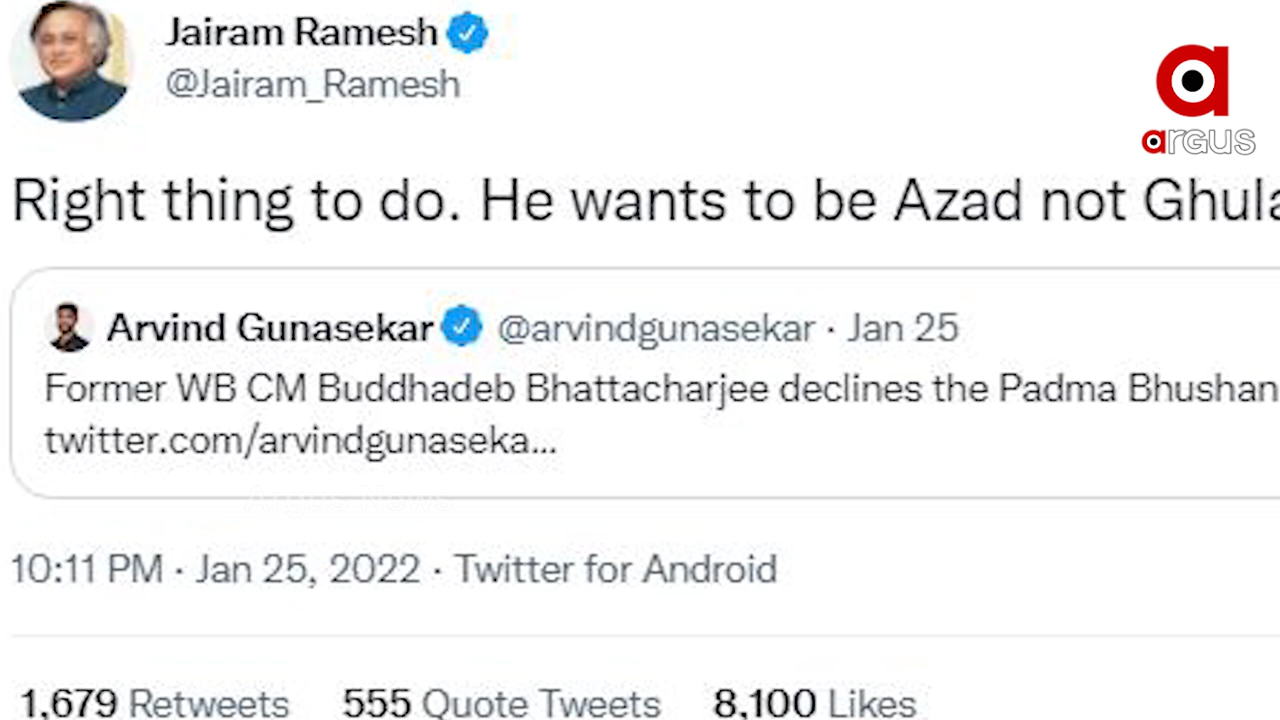 Jairam Ramesh
@Jairam_Ramesh
argus
Right thing to do. He wants to be Azad not Ghula
Arvind Gunasekar @arvindgunasekar · Jan 25
Former WB CM Buddhadeb Bhattacharjee declines the Padma Bhushan
twitter.com/arvindgunaseka...
10:11 PM · Jan 25, 2022 · Twitter for Android
1,679 Retweets 555 Quote Tweets 8,100 Likes